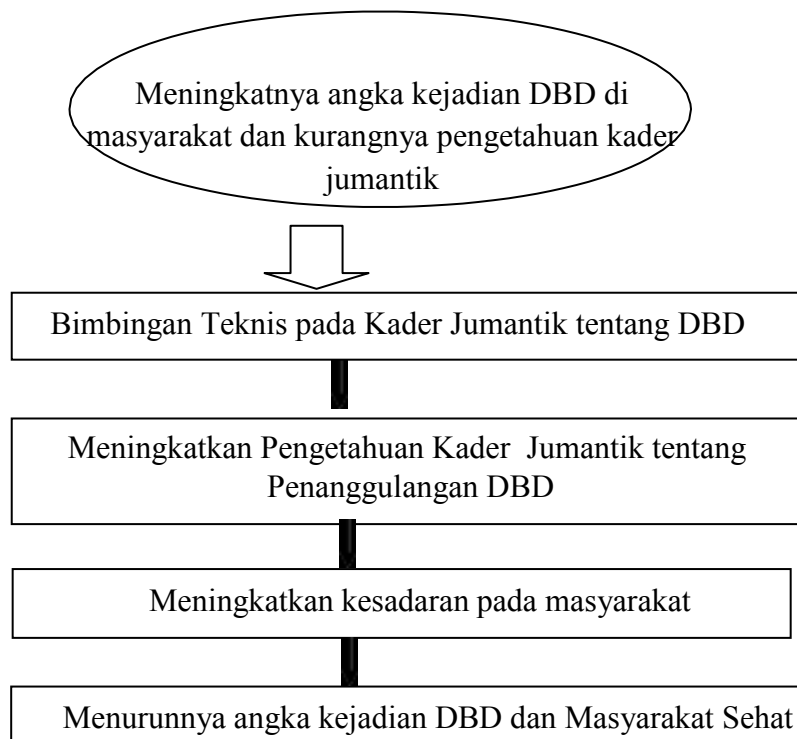 Meningkatnya angka kejadian DBD di
masyarakat dan kurangnya pengetahuan kader
jumantik
Bimbingan Teknis pada Kader Jumantik tentang DBD
Meningkatkan Pengetahuan Kader Jumantik tentang
Penanggulangan DBD
Meningkatkan kesadaran pada masyarakat
Menurunnya angka kejadian DBD dan Masyarakat Sehat